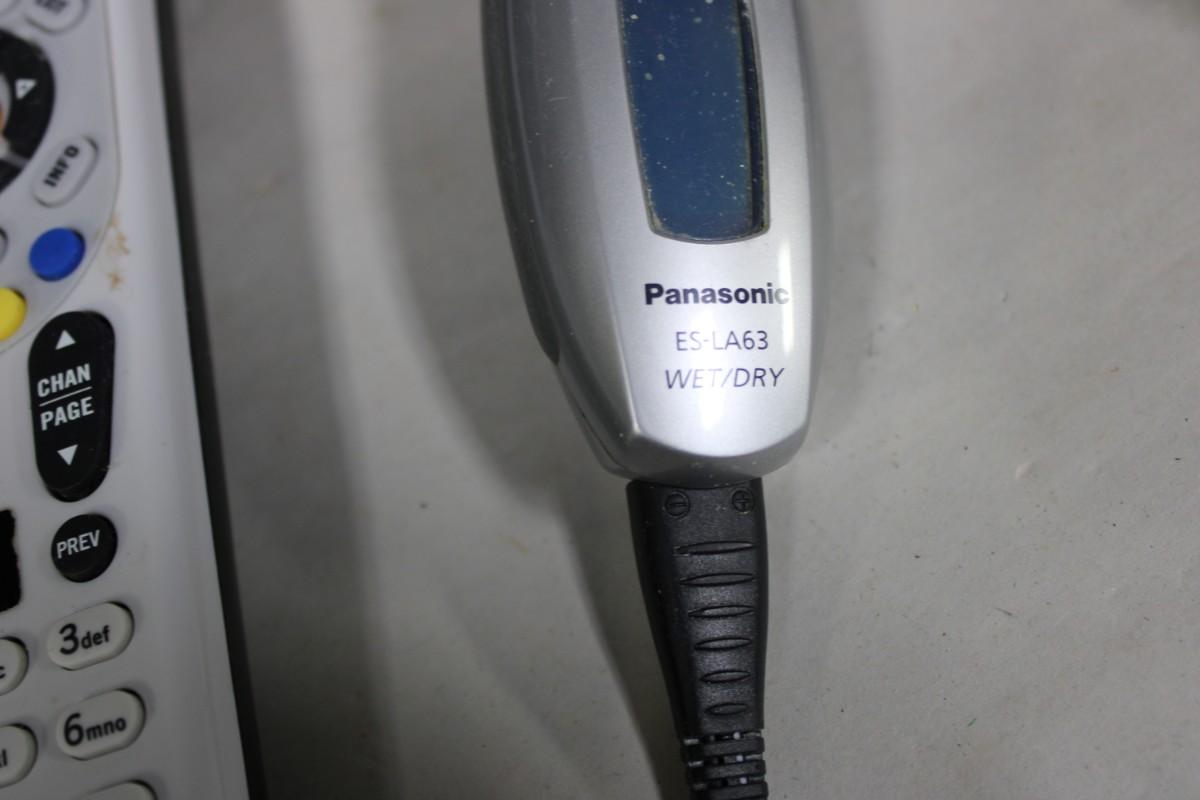 INFO
CHAN
PAGE
PREV
3def
6mno
Panasonic
ES-LA63
WET/DRY